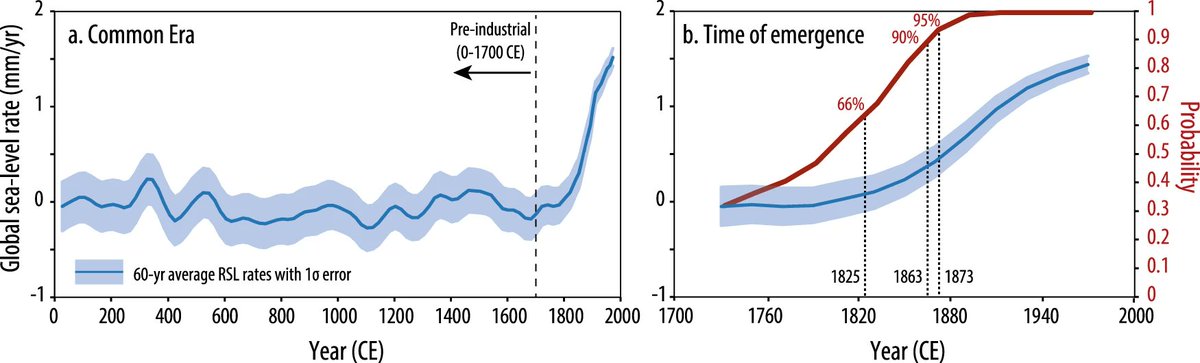 a. Common Era
Pre-industrial
(0-1700 CE)
Global sea-level rate (mm/yr)
2
1
0
-1
60-yr average RSL rates with 1σ error
0 200 400 600 800 1000 1200 1400 1600 1800 2000
Year (CE)
b. Time of emergence
2
1
0
-1
66%
90%
95%
1825
1863
1873
1700 1760 1820 1880 1940 2000
Year (CE)
1
0.9
0.8
0.7
0.6
0.5
0.4
0.3
0.2
0.1
0
Probability